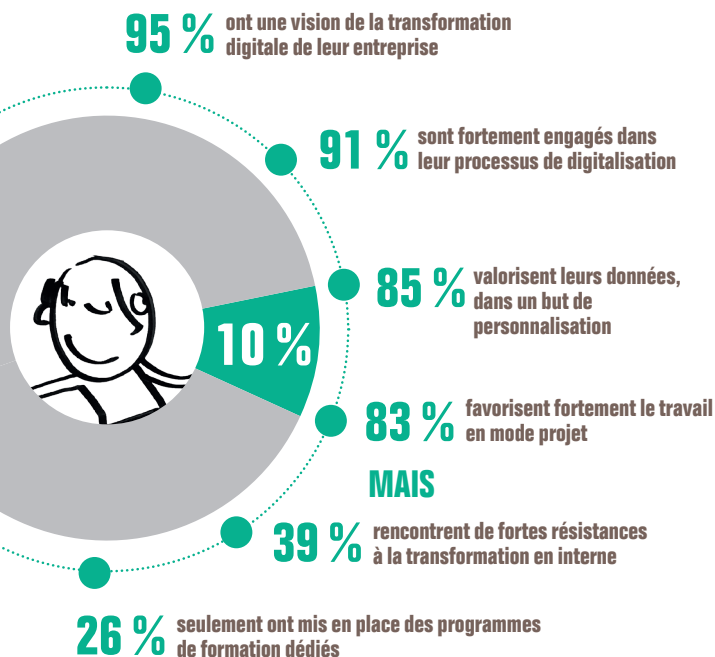 95 % ont une vision de la transformation
digitale de leur entreprise
91 % sont fortement engagés dans
leur processus de digitalisation
85 % valorisent leurs données,
dans un but de
personnalisation
10 %
83 % favorisent fortement le travail
en mode projet
MAIS
39 % rencontrent de fortes résistances
à la transformation en interne
26 % seulement ont mis en place des programmes
de formation dédiés